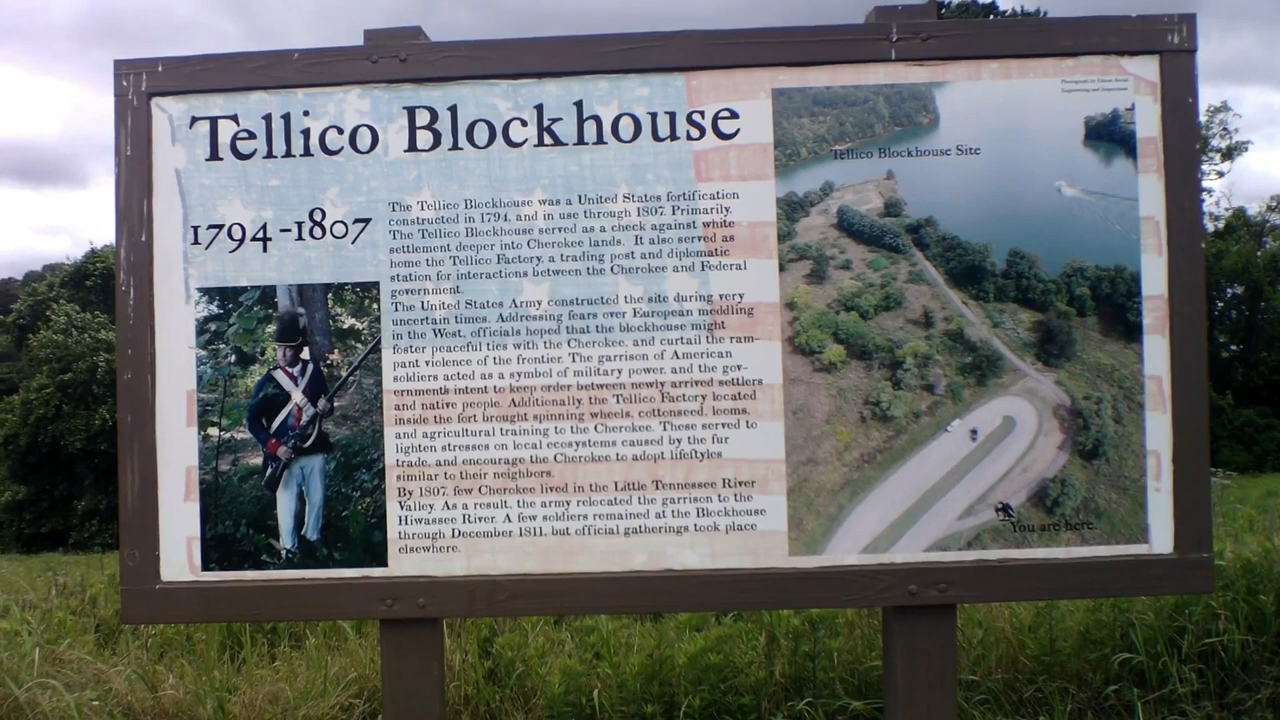 Tellico Blockhouse
1794-1807
The Tellico Blockhouse was a United States fortification
constructed in 1794, and in use through 1807. Primarily,
The Tellico Blockhouse served as a check against white
settlement deeper into Cherokee lands. It also served as
home the Tellico Factory, a trading post and diplomatic
station for interactions between the Cherokee and Federal
government.
The United States Army constructed the site during very
uncertain times. Addressing fears over European meddling
in the West, officials hoped that the blockhouse might
foster peaceful ties with the Cherokee, and curtail the ram-
pant violence of the frontier. The garrison of American
soldiers acted as a symbol of military power, and the gov-
ernments intent to keep order between newly arrived settlers
and native people. Additionally, the Tellico Factory located
inside the fort brought spinning wheels, cottonseed, looms,
and agricultural training to the Cherokee. These served to
lighten stresses on local ecosystems caused by the fur
trade, and encourage the Cherokee to adopt lifeftyles
similar to their neighbors.
By 1807, few Cherokee lived in the Little Tennessee River
Valley. As a result, the army relocated the garrison to the
Hiwassee River. A few soldiers remained at the Blockhouse
through December 1811, but official gatherings took place
elsewhere.
Photograph by
Engineering and Inspections
Tellico Blockhouse Site
You are here.